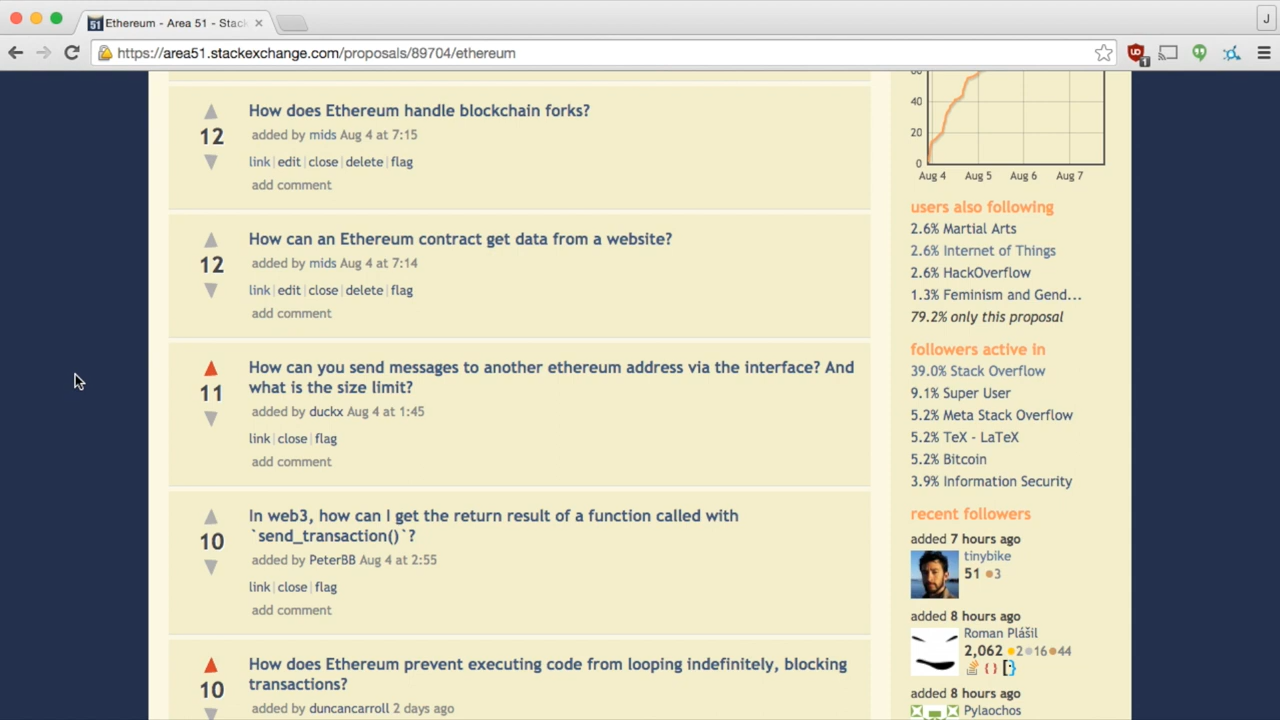 Ethereum - Area 51 - Stac
J
https://area51.stackexchange.com/proposals/89704/ethereum
1
12
How does Ethereum handle blockchain forks?
added by mids Aug 4 at 7:15
link edit close delete flag
add comment
12
How can an Ethereum contract get data from a website?
added by mids Aug 4 at 7:14
link edit close delete flag
add comment
11
How can you send messages to another ethereum address via the interface? And
what is the size limit?
added by duckx Aug 4 at 1:45
link close flag
add comment
10
In web3, how can I get the return result of a function called with
`send_transaction()`?
added by PeterBB Aug 4 at 2:55
link close flag
add comment
10
How does Ethereum prevent executing code from looping indefinitely, blocking
transactions?
added by duncancarroll 2 days ago
60
40
20
0
Aug 4 Aug 5 Aug 6 Aug 7
users also following
2.6% Martial Arts
2.6% Internet of Things
2.6% HackOverflow
1.3% Feminism and Gend...
79.2% only this proposal
followers active in
39.0% Stack Overflow
9.1% Super User
5.2% Meta Stack Overflow
5.2% TeX - LaTeX
5.2% Bitcoin
3.9% Information Security
recent followers
added 7 hours ago
tinybike
51 ●3
added 8 hours ago
Roman Plášil
2,062 ●2●16●44
added 8 hours ago
Pylaochos